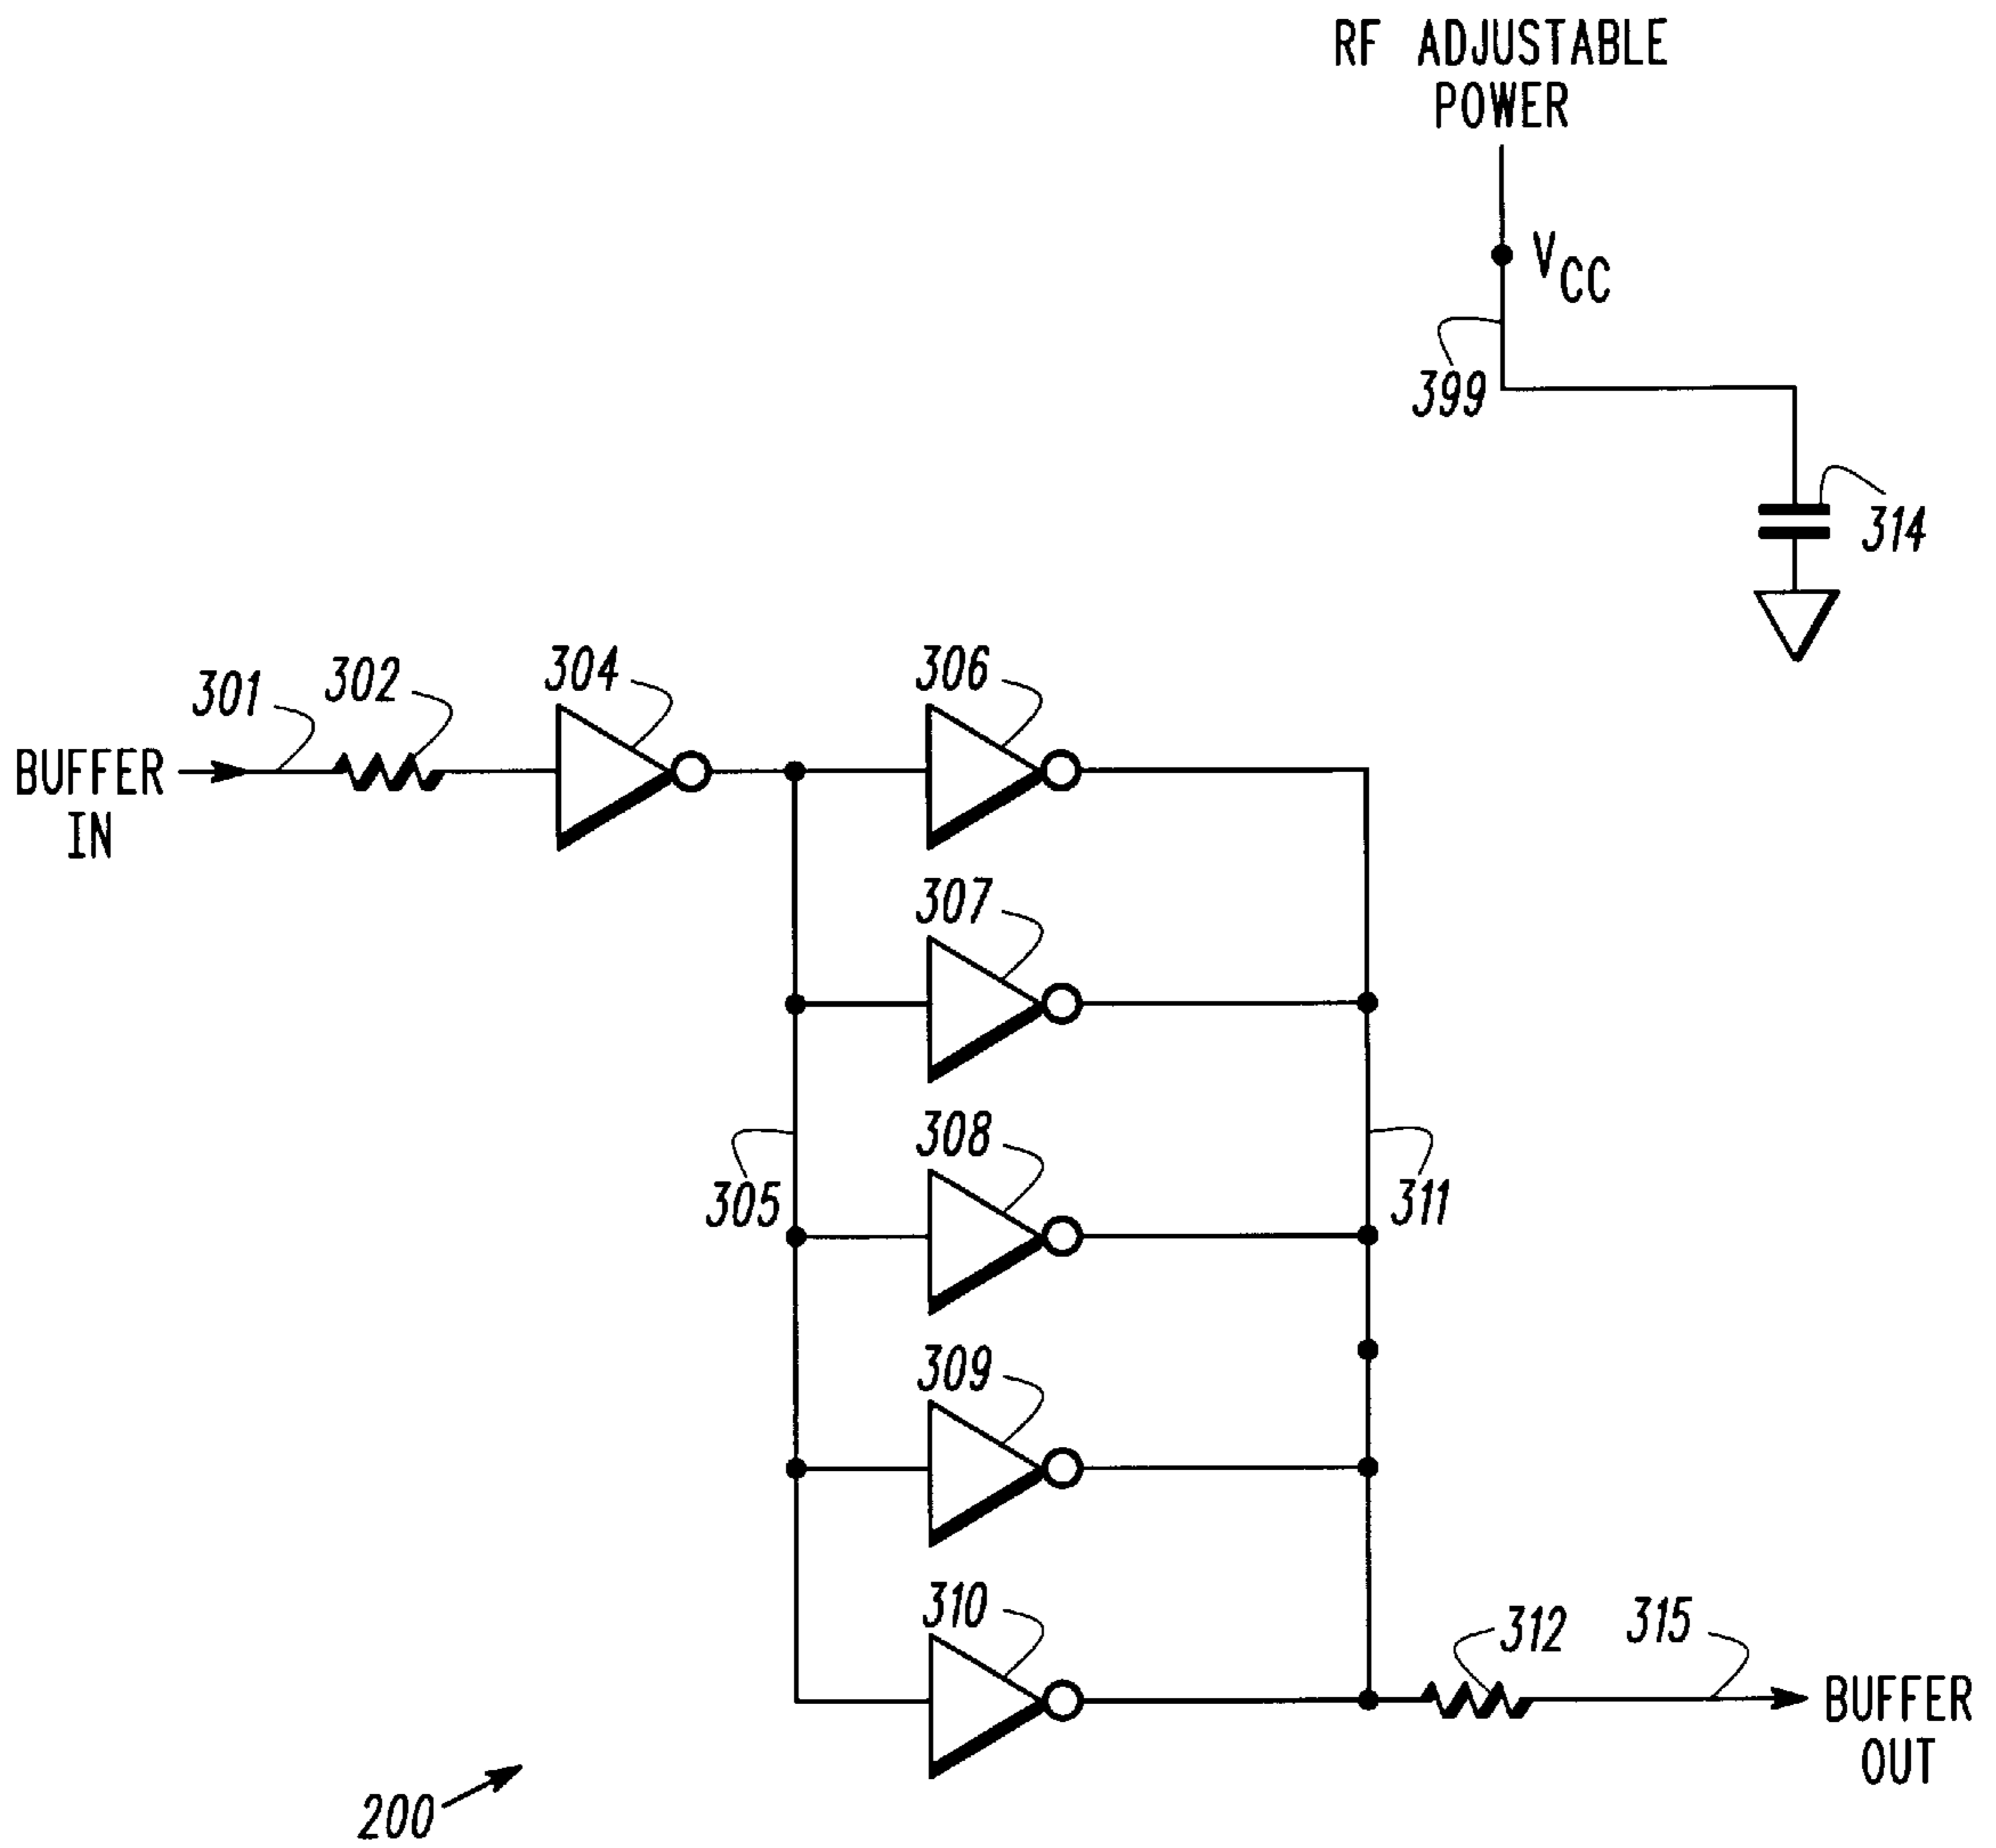 RF ADJUSTABLE
POWER
VCC
399
314
301
302
304
306
BUFFER
IN
307
308
305
311
309
310
312
315
BUFFER
OUT
200